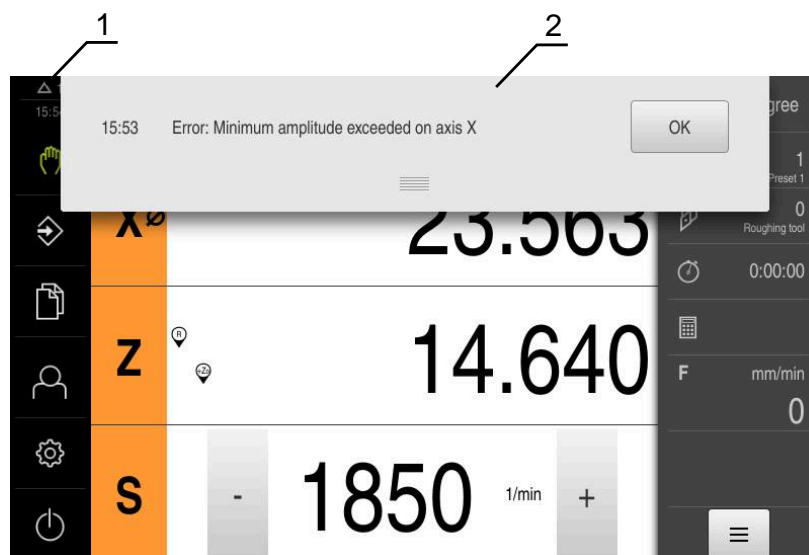 1
2
15:53 Error: Minimum amplitude exceeded on axis X OK
1
Preset 1
X Ø 23.563
0
Roughing tool
0:00:00
Z R +Zo 14.640
F mm/min
0
S - 1850 1/min +